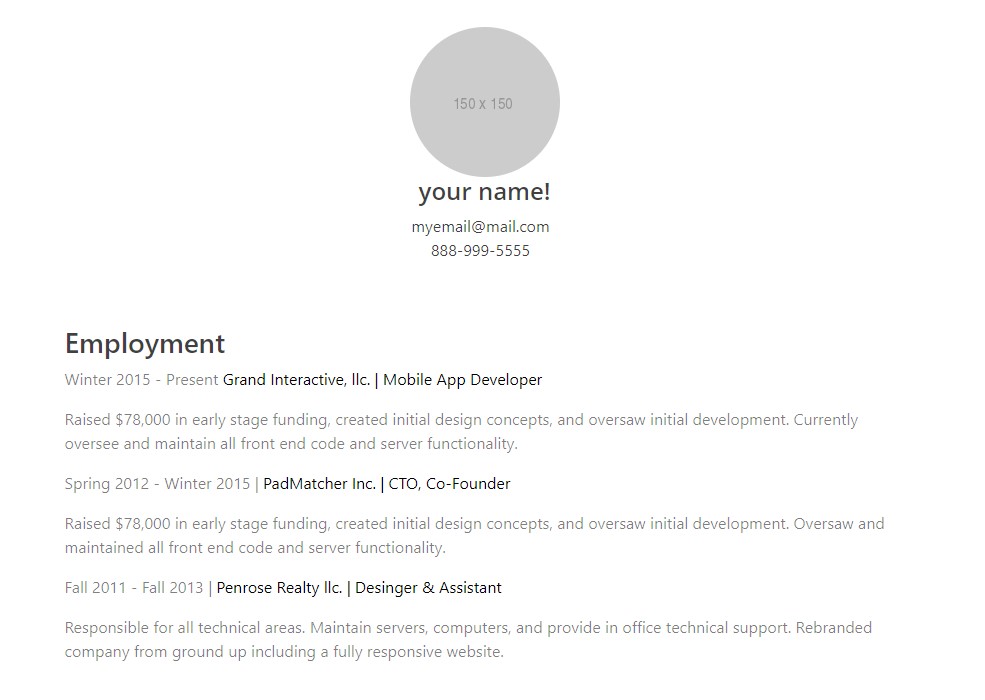 150 x 150
your name!
myemail@mail.com
888-999-5555
Employment
Winter 2015 - Present Grand Interactive, llc. | Mobile App Developer
Raised $78,000 in early stage funding, created initial design concepts, and oversaw initial development. Currently
oversee and maintain all front end code and server functionality.
Spring 2012 - Winter 2015 | PadMatcher Inc. | CTO, Co-Founder
Raised $78,000 in early stage funding, created initial design concepts, and oversaw initial development. Oversaw and
maintained all front end code and server functionality.
Fall 2011 - Fall 2013 | Penrose Realty llc. | Desinger & Assistant
Responsible for all technical areas. Maintain servers, computers, and provide in office technical support. Rebranded
company from ground up including a fully responsive website.